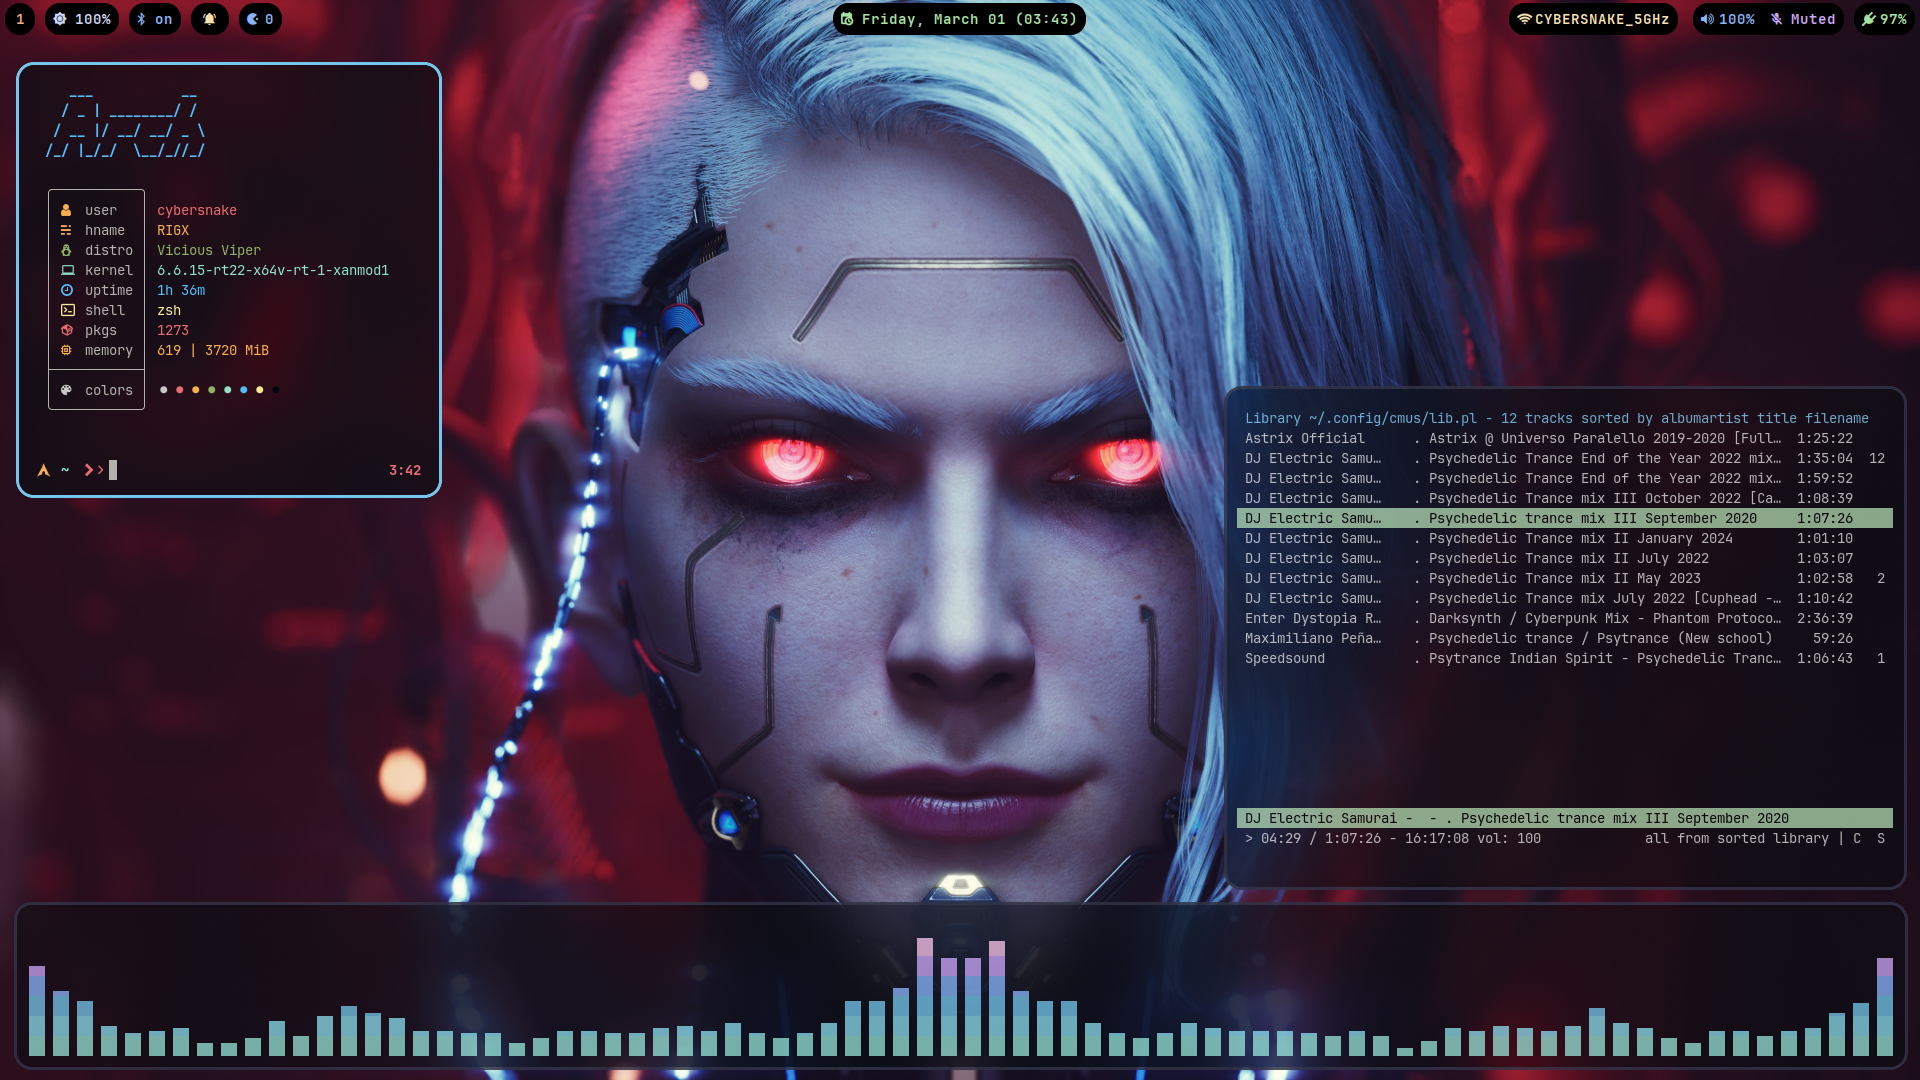 1 100% on 0 Friday, March 01 (03:43) CYBERSNAKE_5GHz 100% Muted 97%
Arch
user cybersnake
hname RIGX
distro Vicious Viper
kernel 6.6.15-rt22-x64v-rt-1-xanmod1
uptime 1h 36m
shell zsh
pkgs 1273
memory 619 | 3720 MiB
colors
~ 3:42
Library ~/.config/cmus/lib.pl - 12 tracks sorted by albumartist title filename
Astrix Official . Astrix @ Universo Paralello 2019-2020 [Full… 1:25:22
DJ Electric Samu… . Psychedelic Trance End of the Year 2022 mix… 1:35:04 12
DJ Electric Samu… . Psychedelic Trance End of the Year 2022 mix… 1:59:52
DJ Electric Samu… . Psychedelic Trance mix III October 2022 [Ca… 1:08:39
DJ Electric Samu… . Psychedelic Trance mix III September 2020 1:07:26
DJ Electric Samu… . Psychedelic Trance mix II January 2024 1:01:10
DJ Electric Samu… . Psychedelic Trance mix II July 2022 1:03:07
DJ Electric Samu… . Psychedelic Trance mix II May 2023 1:02:58 2
DJ Electric Samu… . Psychedelic Trance mix July 2022 [Cuphead -… 1:10:42
Enter Dystopia R… . Darksynth / Cyberpunk Mix - Phantom Protoco… 2:36:39
Maximiliano Peña… . Psychedelic trance / Psytrance (New school) 59:26
Speedsound . Psytrance Indian Spirit - Psychedelic Tranc… 1:06:43 1
DJ Electric Samurai - - . Psychedelic trance mix III September 2020
> 04:29 / 1:07:26 - 16:17:08 vol: 100 all from sorted library | C S